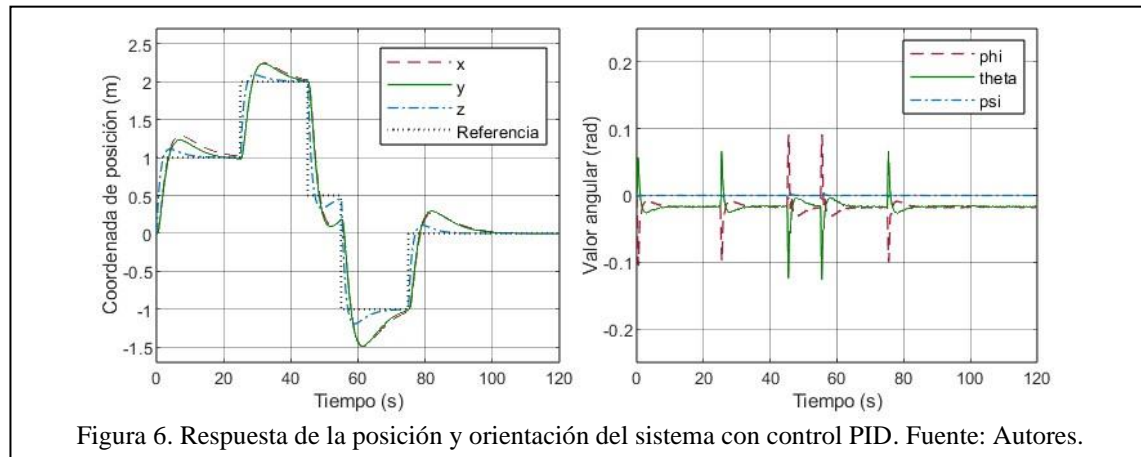 Coordenada de posición (m)
2.5
2
1.5
1
0.5
0
-0.5
-1
-1.5
x
y
z
Referencia
0
20
40
60
80
100
120
Tiempo (s)
Valor angular (rad)
0.2
0.1
0
-0.1
-0.2
phi
theta
psi
0
20
40
60
80
100
120
Tiempo (s)
Figura 6. Respuesta de la posición y orientación del sistema con control PID. Fuente: Autores.